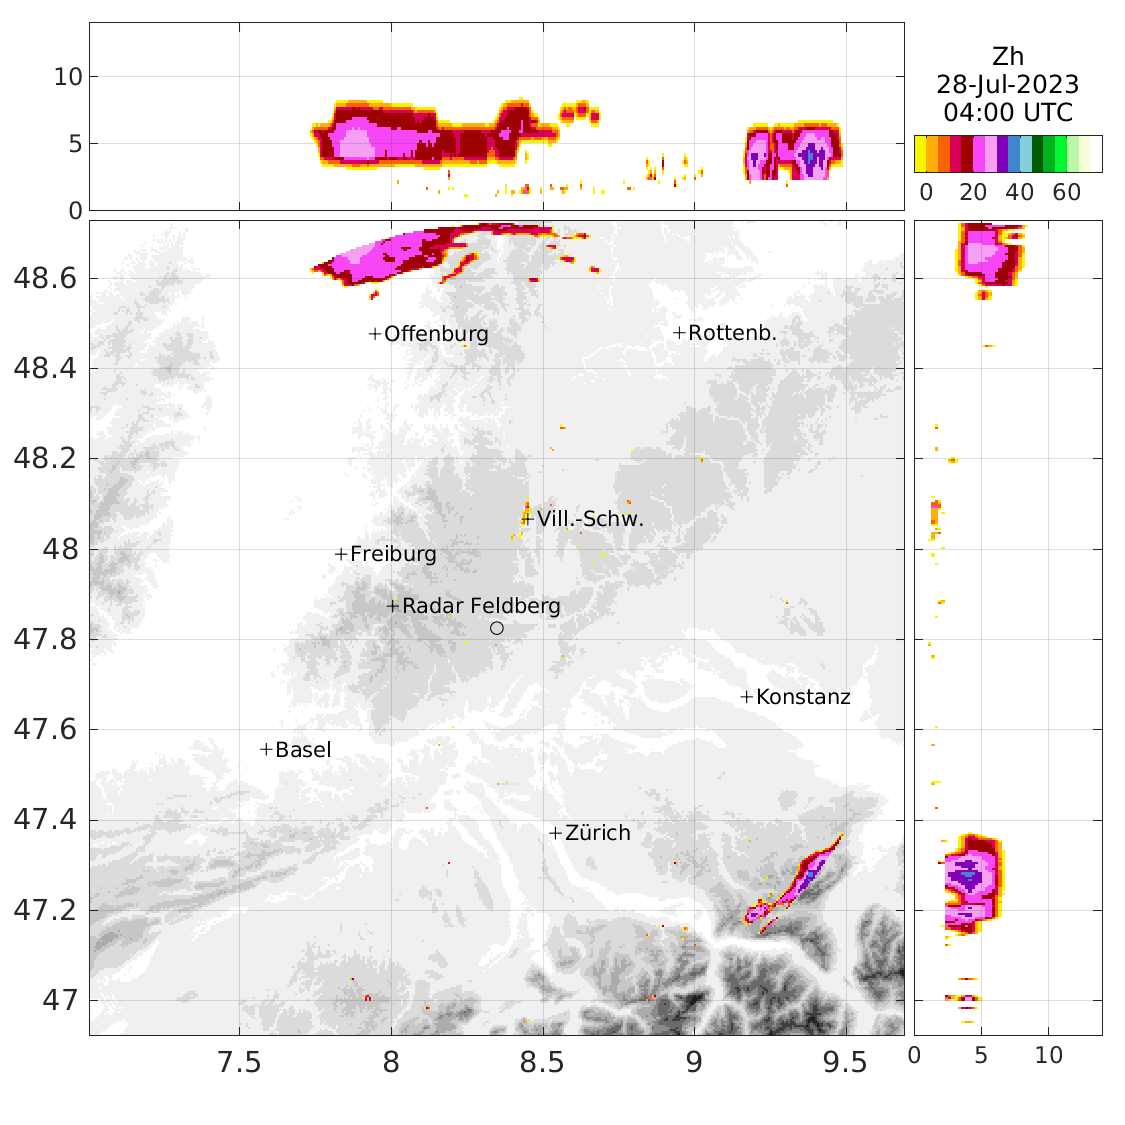 10
5
0
Zh
28-Jul-2023
04:00 UTC
0 20 40 60
48.6
48.4
48.2
48
47.8
47.6
47.4
47.2
47
Offenburg
Rottenb.
Vill.-Schw.
Freiburg
Radar Feldberg
Konstanz
Basel
Zürich
7.5 8 8.5 9 9.5
0 5 10